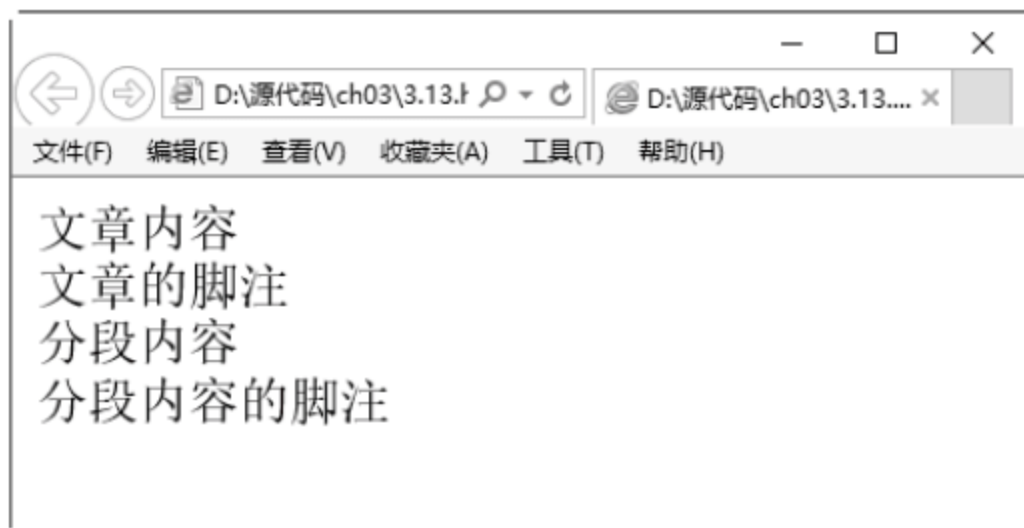 D:\源代码\ch03\3.13.h
D:\源代码\ch03\3.13....
文件(F) 编辑(E) 查看(V) 收藏夹(A) 工具(T) 帮助(H)
文章内容
文章的脚注
分段内容
分段内容的脚注